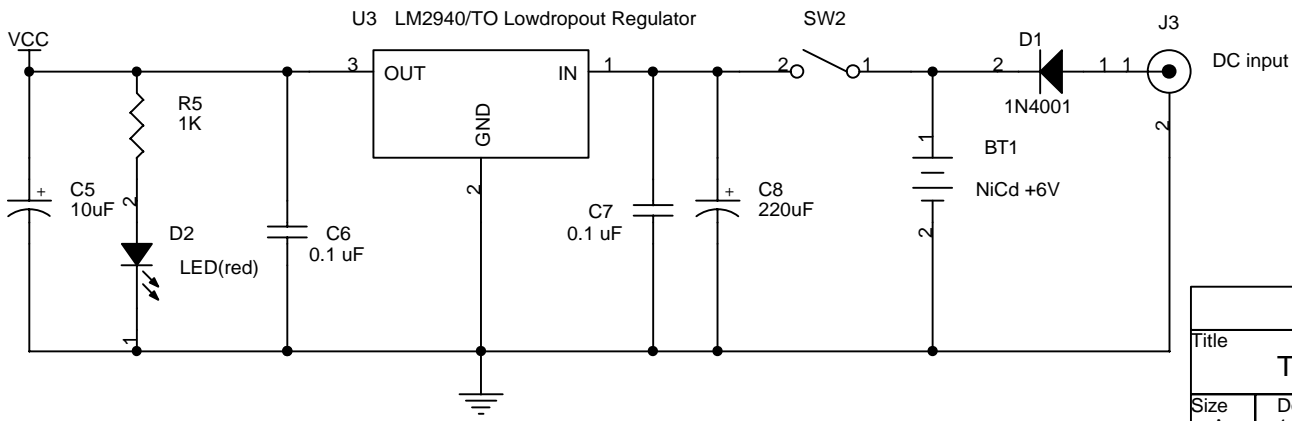 U3 LM2940/TO Lowdropout Regulator
SW2
J3
VCC
D1
DC input
3
OUT
IN
1
2
1
2
1
1
1N4001
R5
1K
GND
2
1
BT1
NiCd +6V
2
2
C5
+
10uF
2
D2
LED(red)
1
C6
0.1 uF
C7
0.1 uF
+
C8
220uF
Title
T
Size